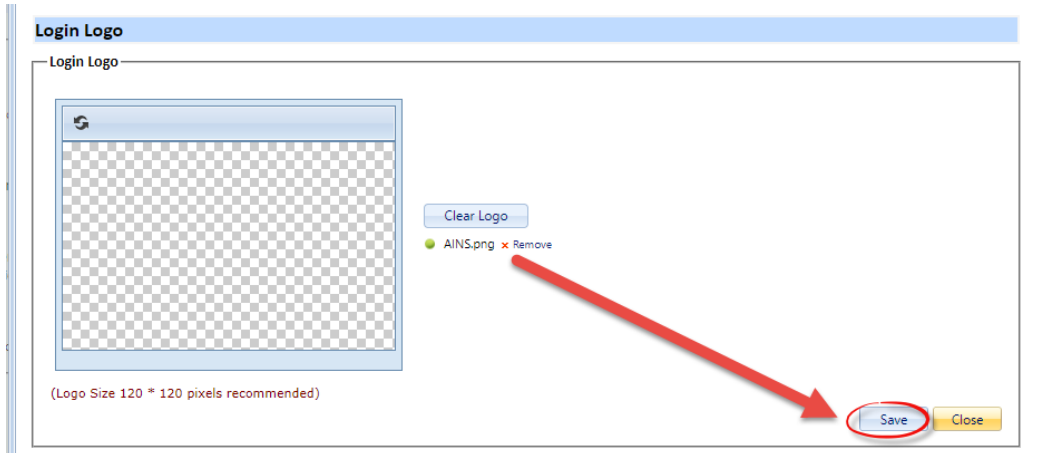 Login Logo
Login Logo
Clear Logo
AINS.png x Remove
(Logo Size 120 * 120 pixels recommended)
Save Close